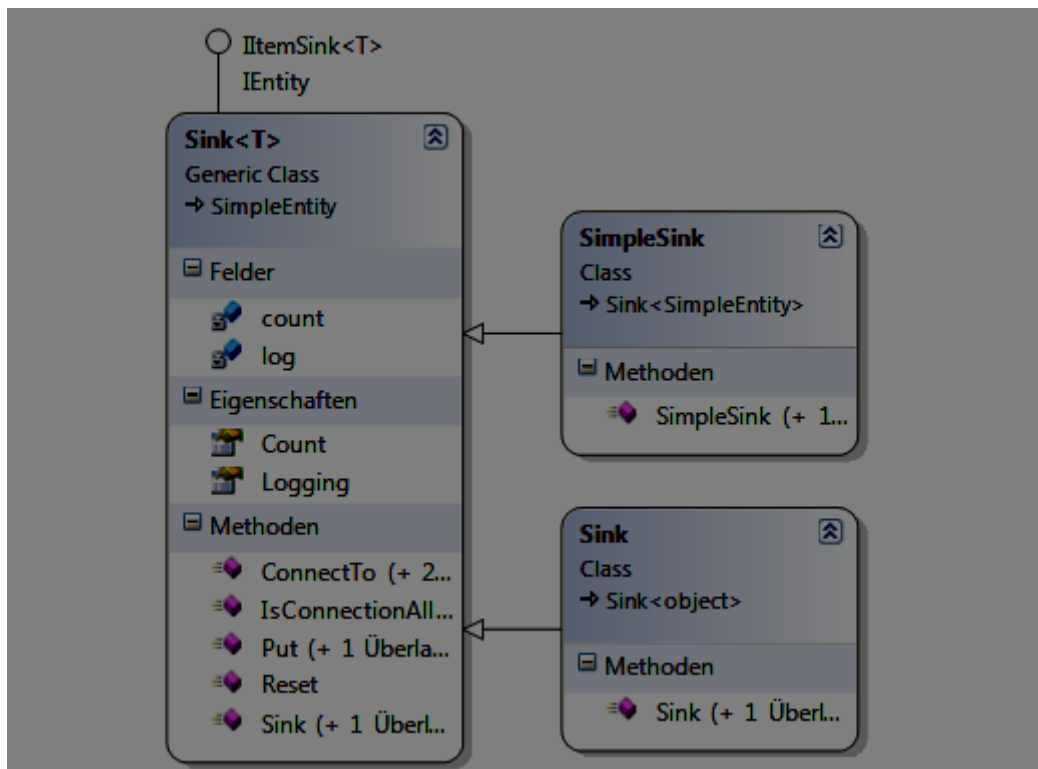 IItemSink<T>
IEntity
Sink<T>
Generic Class
→ SimpleEntity
Felder
count
log
Eigenschaften
Count
Logging
Methoden
ConnectTo (+ 2...
IsConnectionAll...
Put (+ 1 Überla...
Reset
Sink (+ 1 Überl...
SimpleSink
Class
→ Sink<SimpleEntity>
Methoden
SimpleSink (+ 1...
Sink
Class
→ Sink<object>
Methoden
Sink (+ 1 Überl...